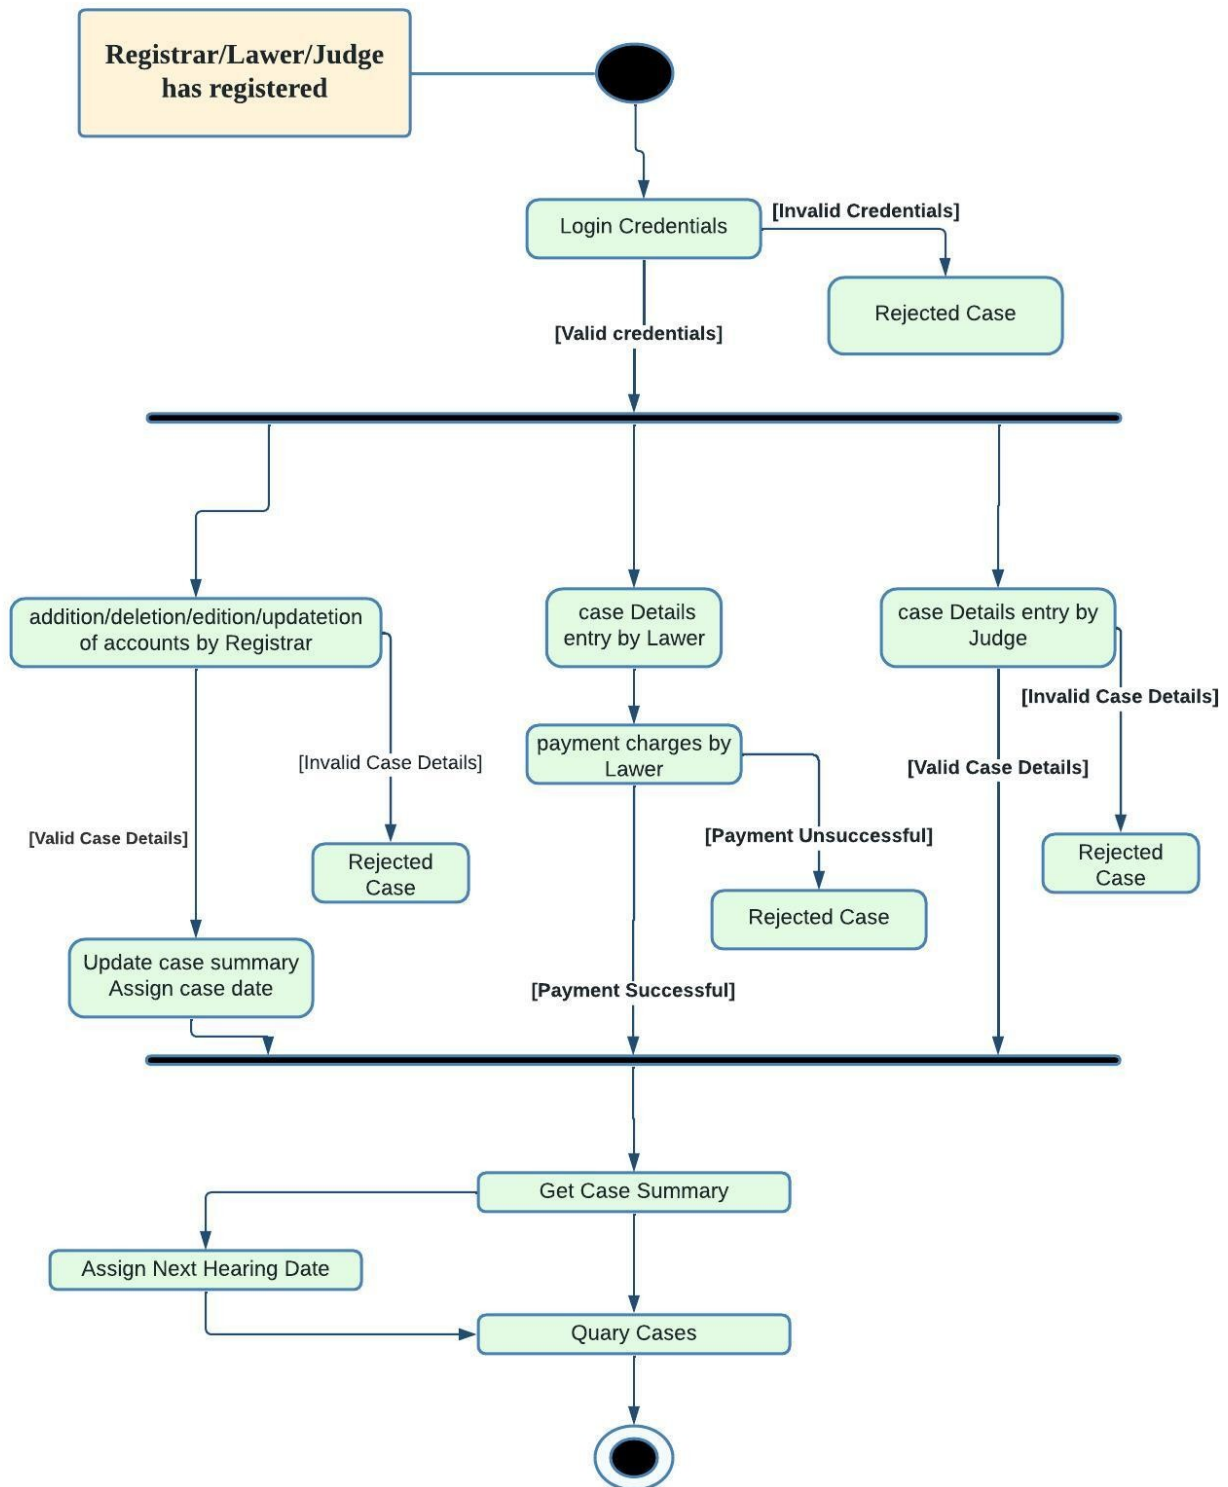 Registrar/Lawer/Judge
has registered
Login Credentials
[Invalid Credentials]
Rejected Case
[Valid credentials]
addition/deletion/edition/updatetion
of accounts by Registrar
case Details
entry by Lawer
case Details entry by
Judge
[Invalid Case Details]
payment charges by
Lawer
[Invalid Case Details]
[Valid Case Details]
[Valid Case Details]
[Payment Unsuccessful]
Rejected
Case
Rejected
Case
Rejected Case
Update case summary
Assign case date
[Payment Successful]
Get Case Summary
Assign Next Hearing Date
Quary Cases